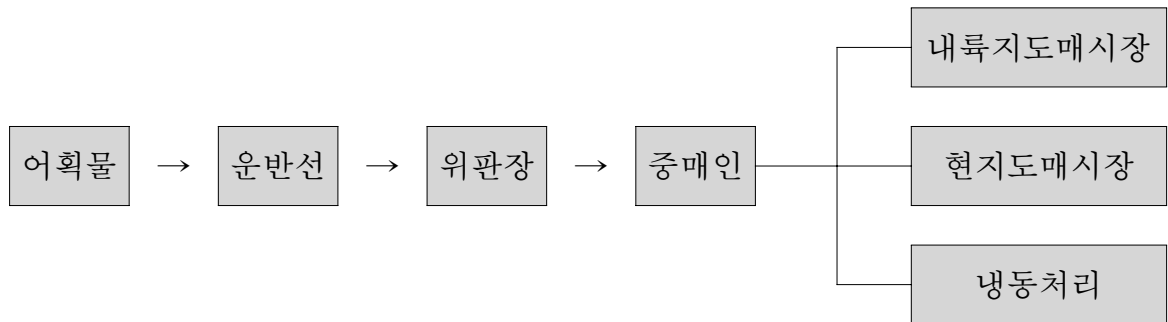 내륙지도매시장
어획물 → 운반선 → 위판장 → 중매인
현지도매시장
냉동처리